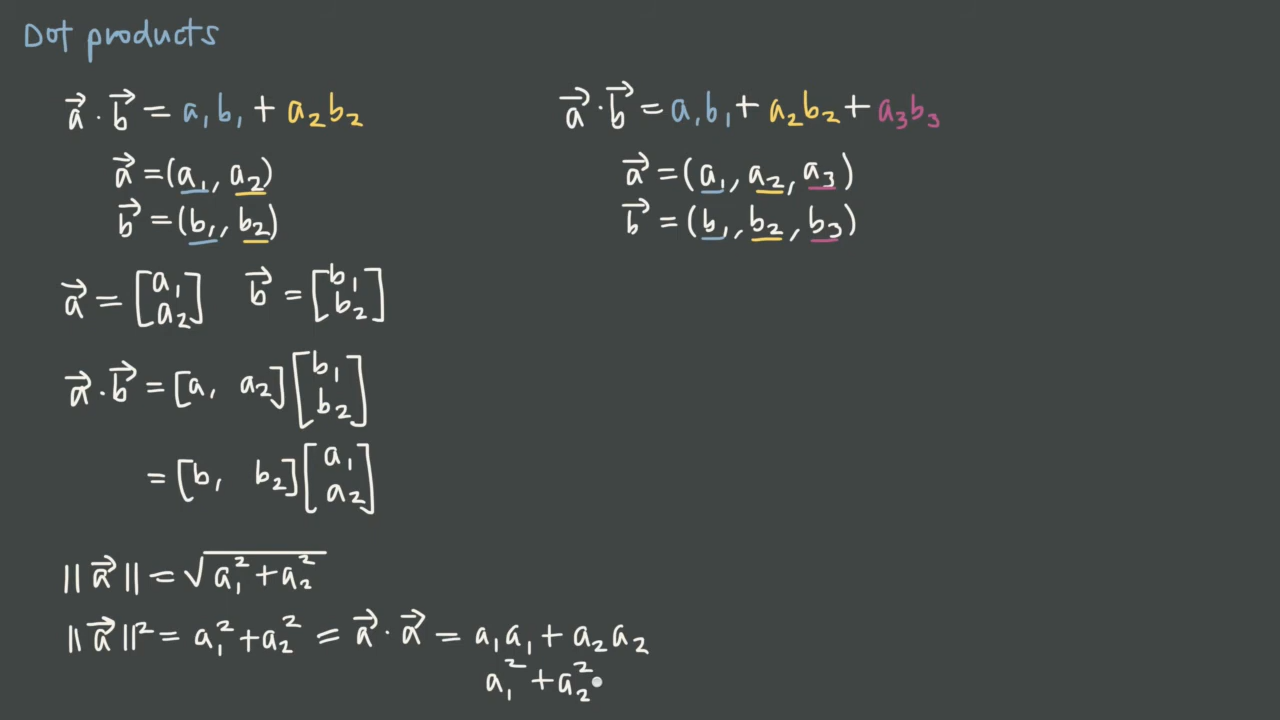 Dot products
a⃗ · b⃗ = a₁b₁ + a₂b₂
a⃗ = (a₁, a₂)
b⃗ = (b₁, b₂)
a⃗ · b⃗ = a₁b₁ + a₂b₂ + a₃b₃
a⃗ = (a₁, a₂, a₃)
b⃗ = (b₁, b₂, b₃)
a⃗ = [a₁ a₂] b⃗ = [b₁ b₂]
a⃗ · b⃗ = [a₁ a₂][b₁ b₂]
= [b₁ b₂][a₁ a₂]
||a⃗|| = √(a₁² + a₂²)
||a⃗||² = a₁² + a₂² = a⃗ · a⃗ = a₁a₁ + a₂a₂
a₁² + a₂²